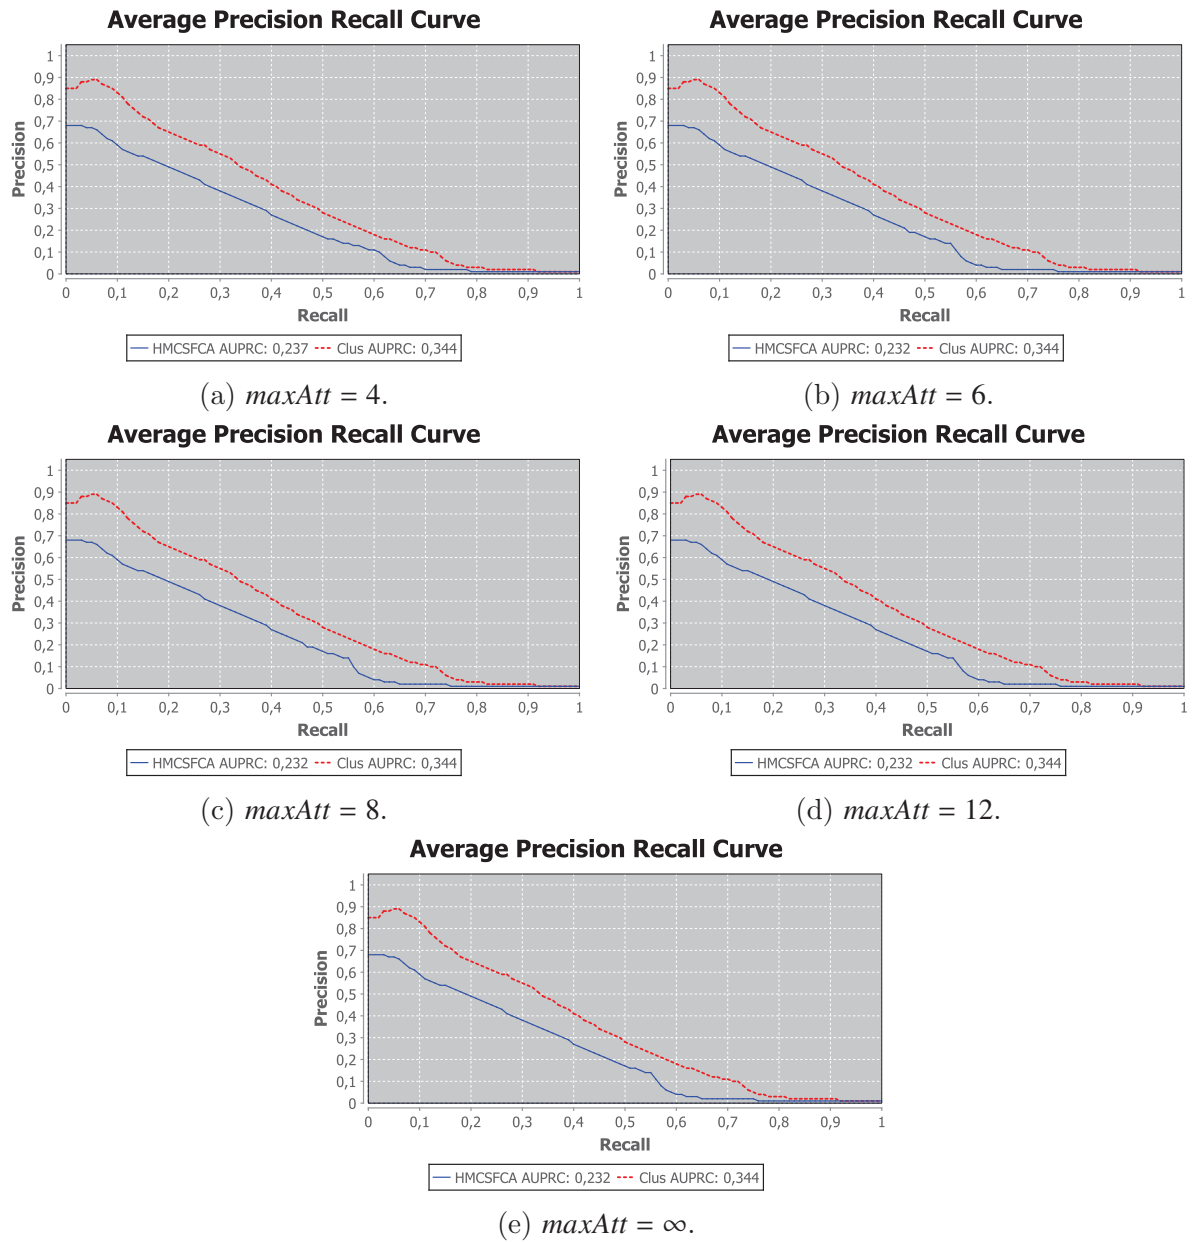 Average Precision Recall Curve
Average Precision Recall Curve
Precision
1
0,9
0,8
0,7
0,6
0,5
0,4
0,3
0,2
0,1
0
0 0,1 0,2 0,3 0,4 0,5 0,6 0,7 0,8 0,9 1
Recall
HMCSFCA AUPRC: 0,237 Clus AUPRC: 0,344
(a) maxAtt = 4.
Precision
1
0,9
0,8
0,7
0,6
0,5
0,4
0,3
0,2
0,1
0
0 0,1 0,2 0,3 0,4 0,5 0,6 0,7 0,8 0,9 1
Recall
HMCSFCA AUPRC: 0,232 Clus AUPRC: 0,344
(b) maxAtt = 6.
Average Precision Recall Curve
Precision
1
0,9
0,8
0,7
0,6
0,5
0,4
0,3
0,2
0,1
0
0 0,1 0,2 0,3 0,4 0,5 0,6 0,7 0,8 0,9 1
Recall
HMCSFCA AUPRC: 0,232 Clus AUPRC: 0,344
(c) maxAtt = 8.
Average Precision Recall Curve
Precision
1
0,9
0,8
0,7
0,6
0,5
0,4
0,3
0,2
0,1
0
0 0,1 0,2 0,3 0,4 0,5 0,6 0,7 0,8 0,9 1
Recall
HMCSFCA AUPRC: 0,232 Clus AUPRC: 0,344
(d) maxAtt = 12.
Average Precision Recall Curve
Precision
1
0,9
0,8
0,7
0,6
0,5
0,4
0,3
0,2
0,1
0
0 0,1 0,2 0,3 0,4 0,5 0,6 0,7 0,8 0,9 1
Recall
HMCSFCA AUPRC: 0,232 Clus AUPRC: 0,344
(e) maxAtt = ∞.